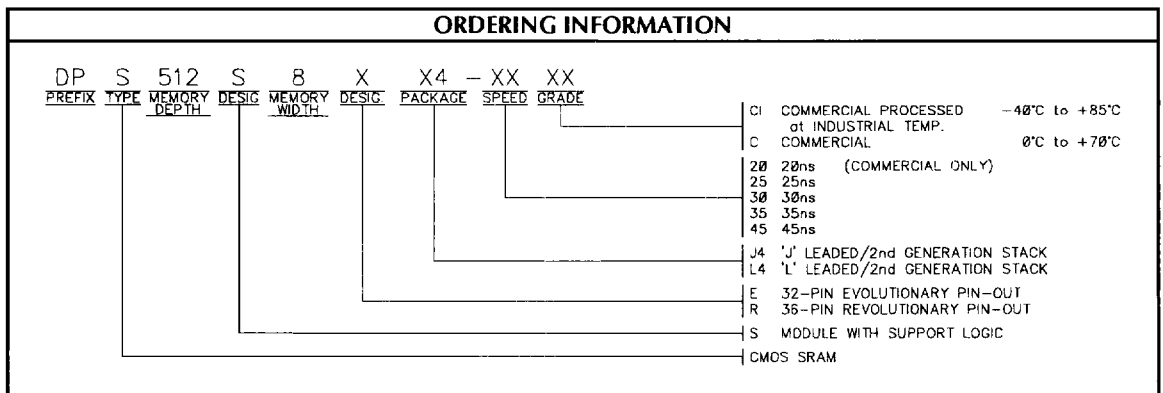 ORDERING INFORMATION
DP S 512 S 8 X X4 - XX XX
PREFIX TYPE MEMORY DEPTH DESIG MEMORY WIDTH DESIG. PACKAGE SPEED GRADE
CI COMMERCIAL PROCESSED -40°C to +85°C
at INDUSTRIAL TEMP.
C COMMERCIAL 0°C to +70°C
20 20ns (COMMERCIAL ONLY)
25 25ns
30 30ns
35 35ns
45 45ns
J4 'J' LEADED/2nd GENERATION STACK
L4 'L' LEADED/2nd GENERATION STACK
E 32-PIN EVOLUTIONARY PIN-OUT
R 36-PIN REVOLUTIONARY PIN-OUT
S MODULE WITH SUPPORT LOGIC
CMOS SRAM